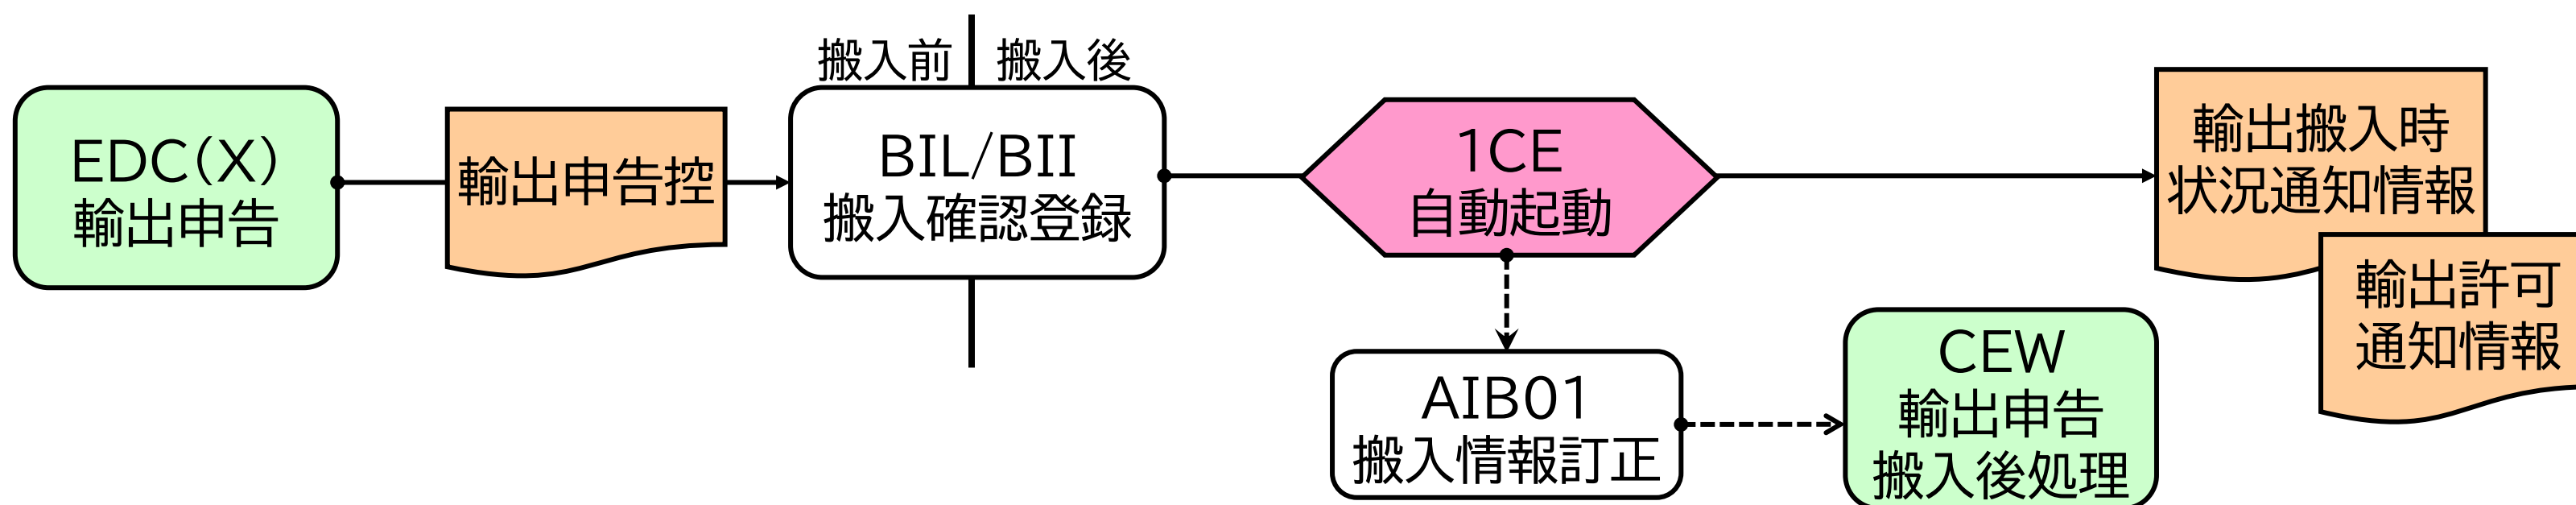 搬入前
搬入後
EDC(X)
輸出申告
輸出申告控
BIL/BII
搬入確認登録
1CE
自動起動
輸出搬入時
状況通知情報
輸出許可
通知情報
AIB01
搬入情報訂正
CEW
輸出申告
搬入後処理